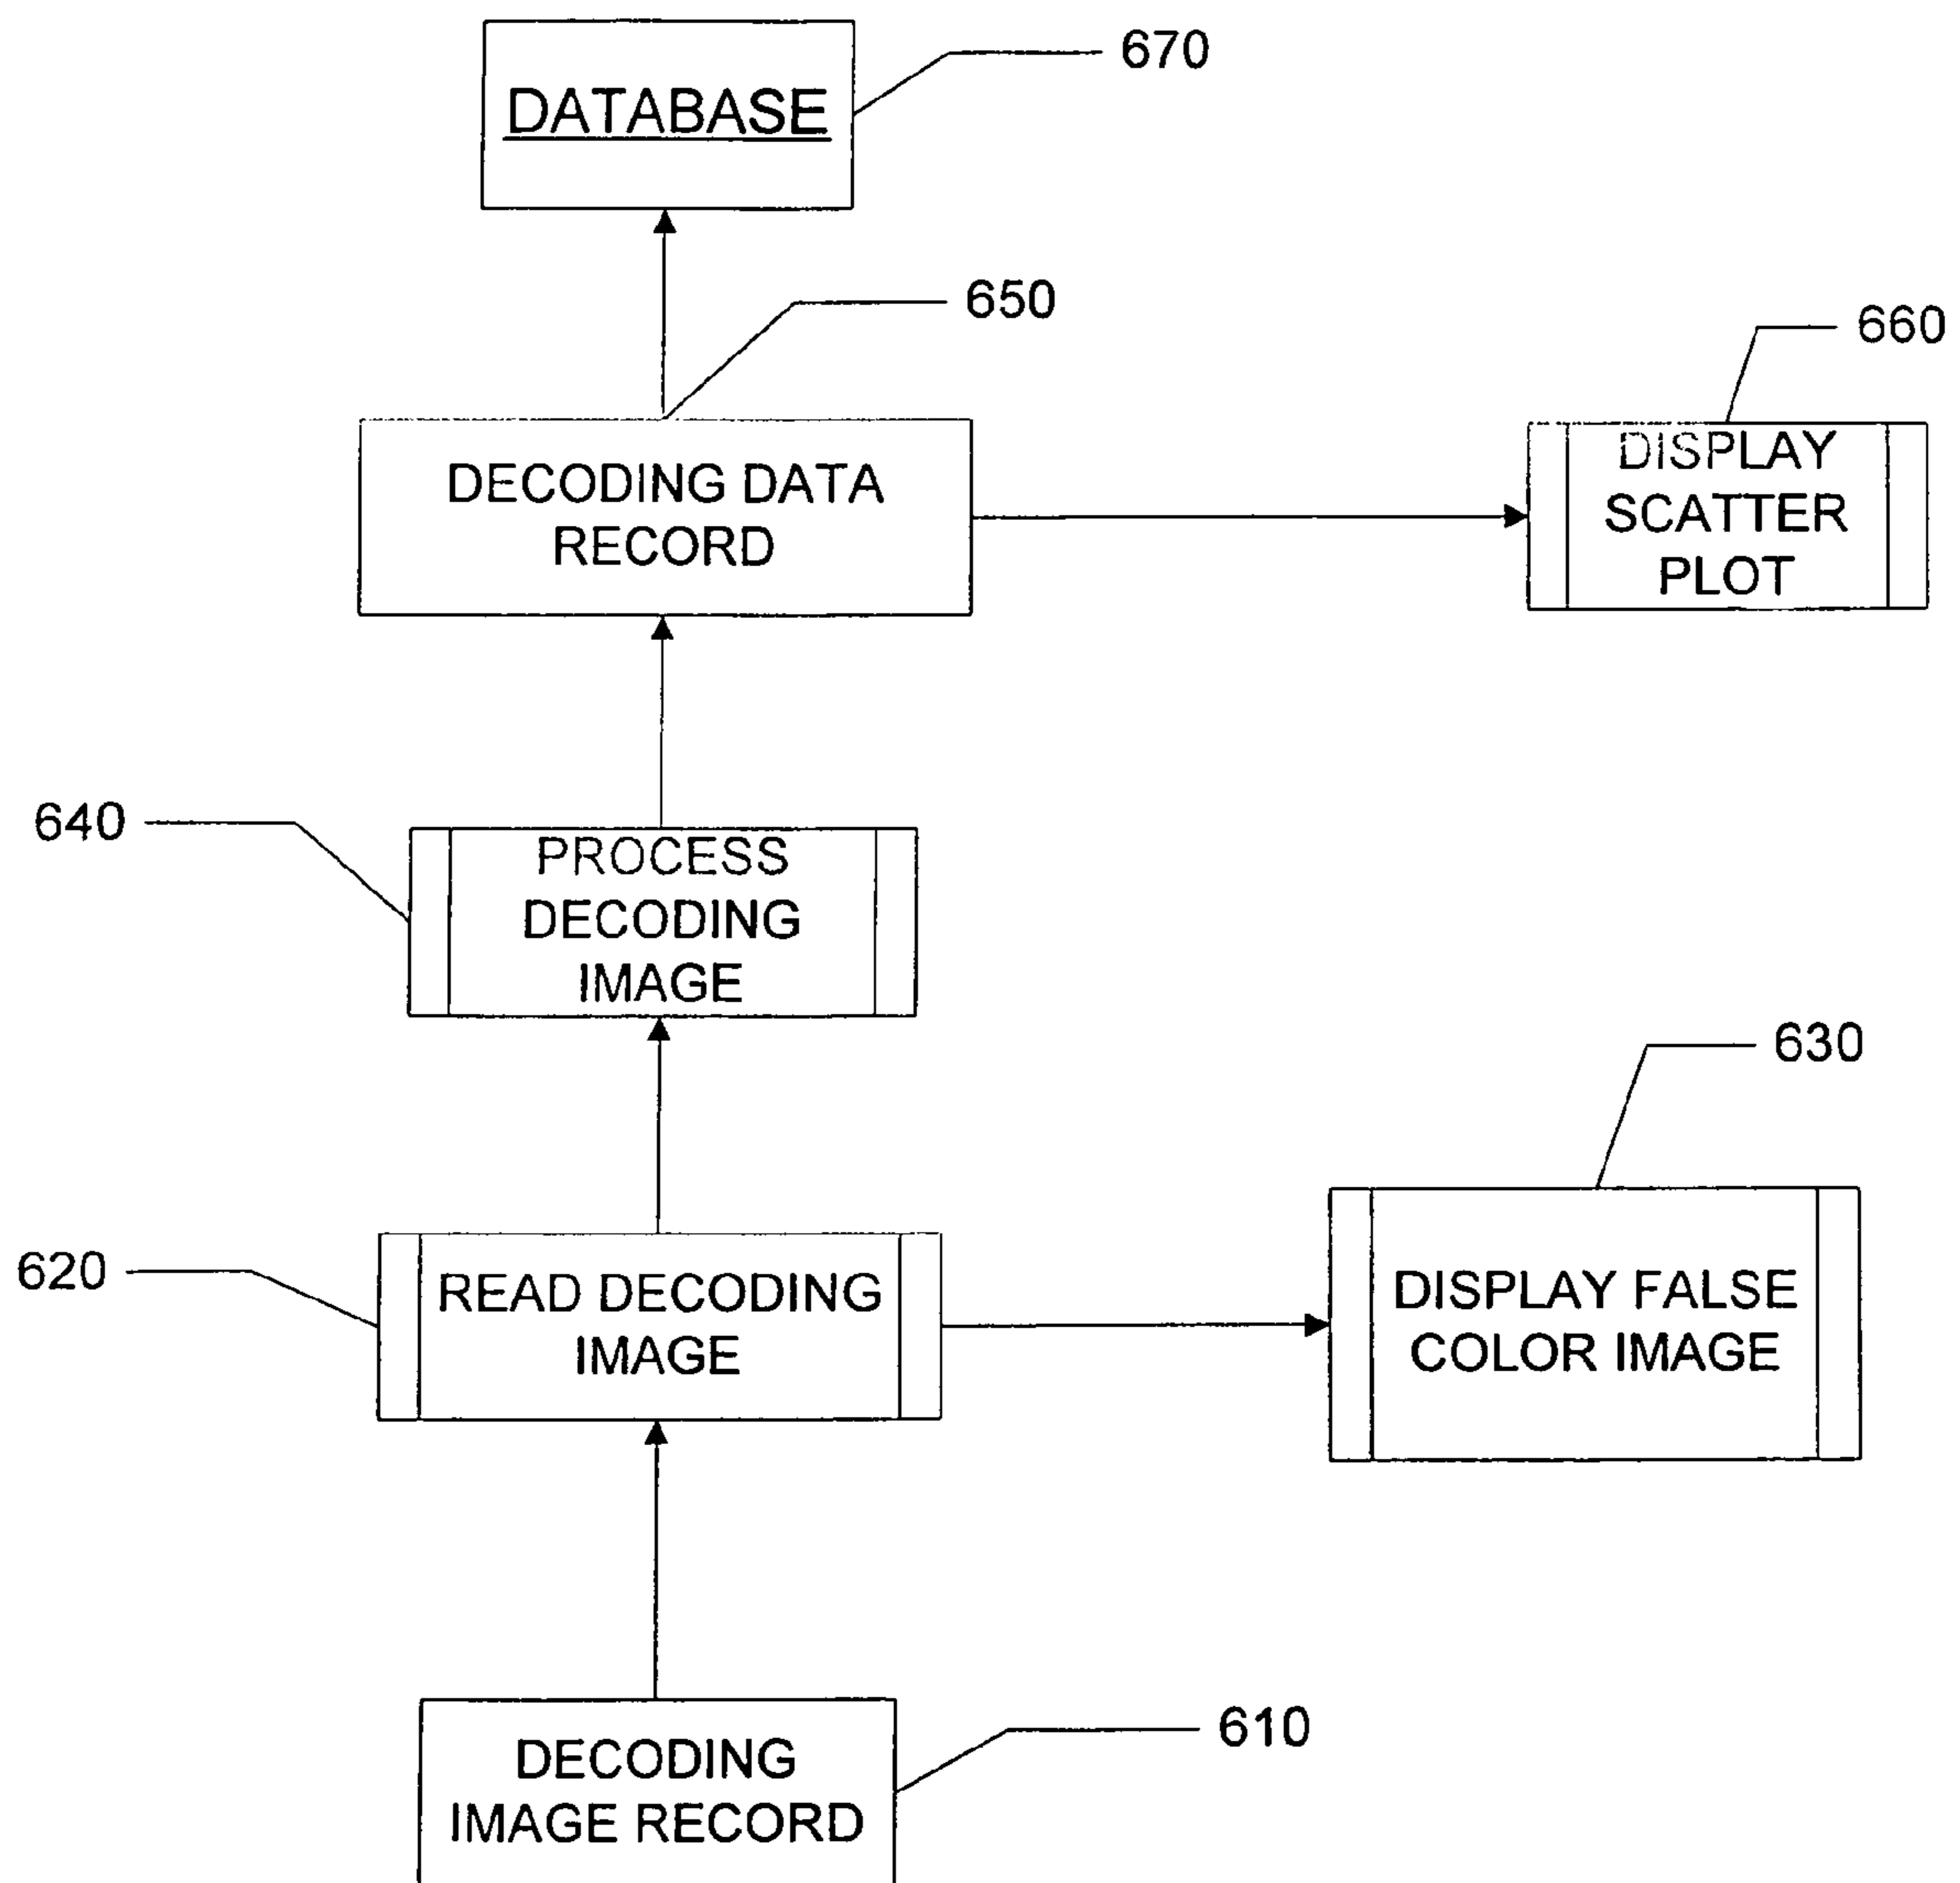 DATABASE
670
650
660
DECODING DATA
RECORD
DISPLAY
SCATTER
PLOT
640
PROCESS
DECODING
IMAGE
630
620
READ DECODING
IMAGE
DISPLAY FALSE
COLOR IMAGE
610
DECODING
IMAGE RECORD